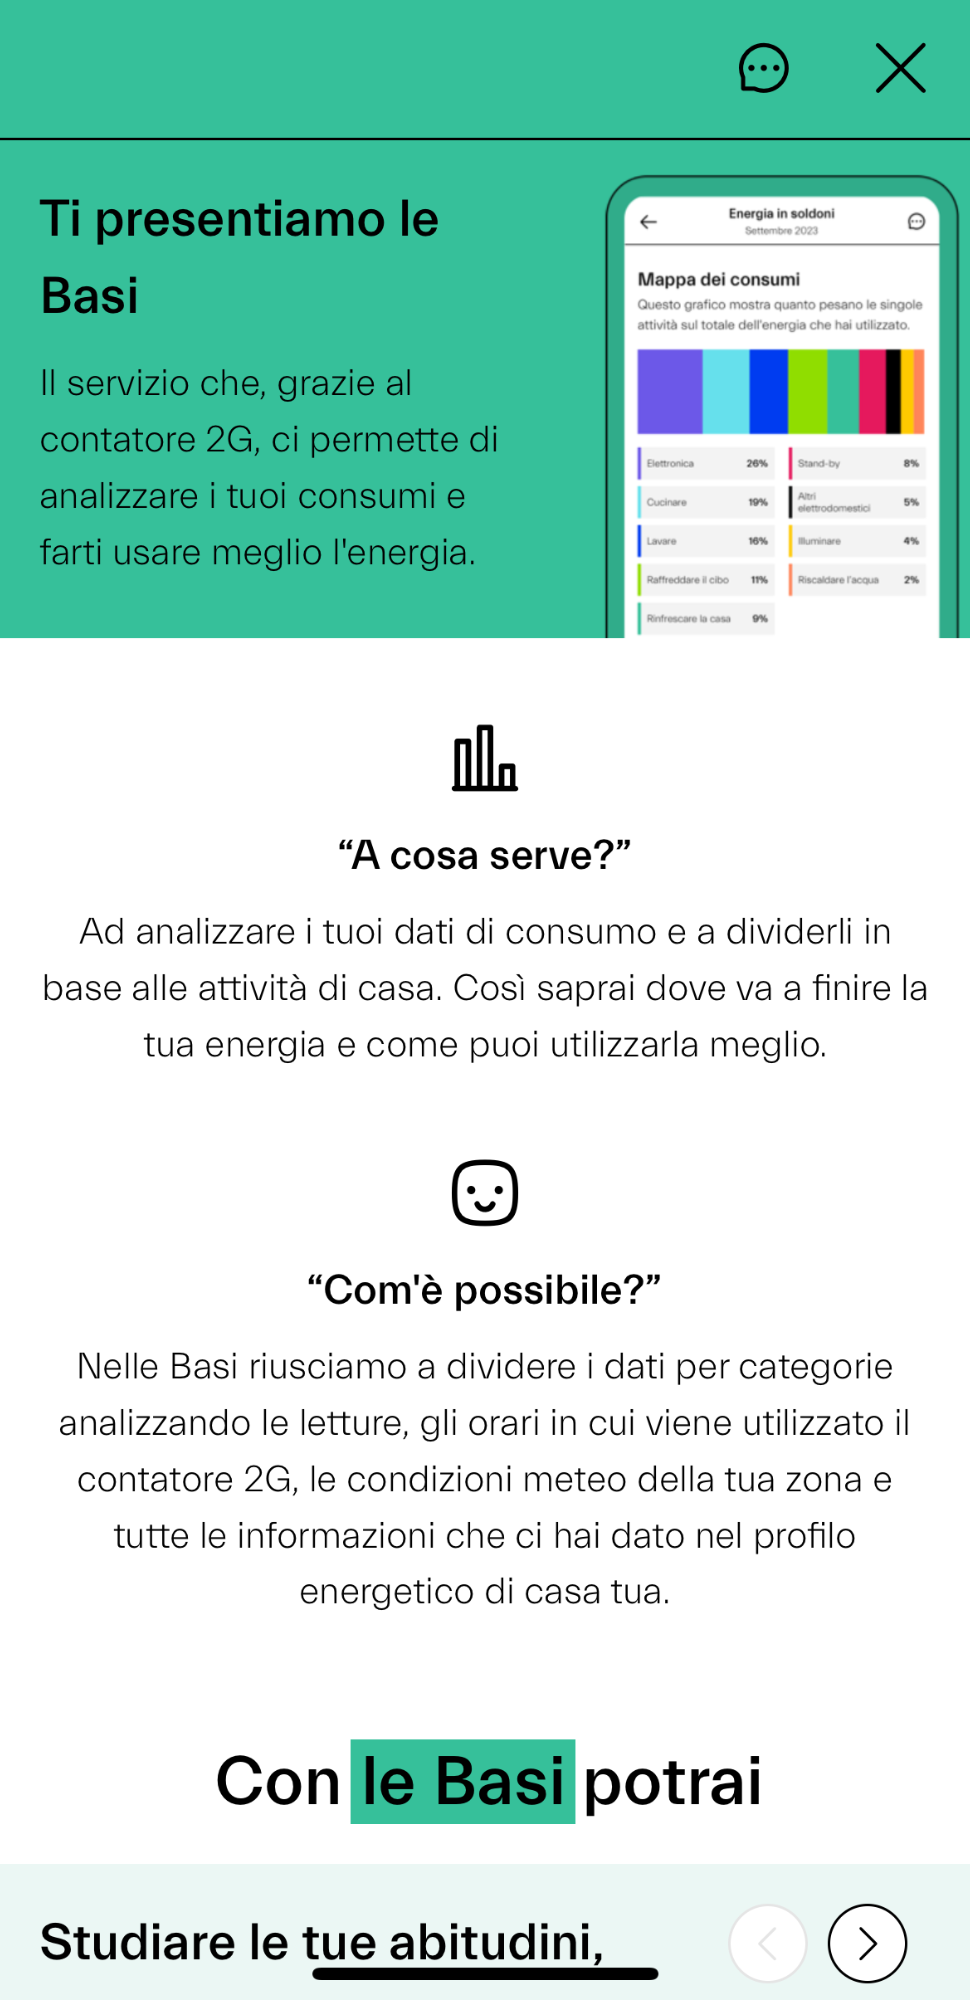 Ti presentiamo le
Basi
Il servizio che, grazie al
contatore 2G, ci permette di
analizzare i tuoi consumi e
farti usare meglio l'energia.
Energia in soldoni
Settembre 2023
Mappa dei consumi
Questo grafico mostra quanto pesano le singole
attività sul totale dell'energia che hai utilizzato.
Elettronica 26%
Stand-by 8%
Cucinare 19%
Altri
elettrodomestici 5%
Lavare 16%
Illuminare 4%
Raffreddare il cibo 11%
Riscaldare l'acqua 2%
Rinfrescare la casa 9%
“A cosa serve?”
Ad analizzare i tuoi dati di consumo e a dividerli in
base alle attività di casa. Così saprai dove va a finire la
tua energia e come puoi utilizzarla meglio.
“Com'è possibile?”
Nelle Basi riusciamo a dividere i dati per categorie
analizzando le letture, gli orari in cui viene utilizzato il
contatore 2G, le condizioni meteo della tua zona e
tutte le informazioni che ci hai dato nel profilo
energetico di casa tua.
Con le Basi potrai
Studiare le tue abitudini,